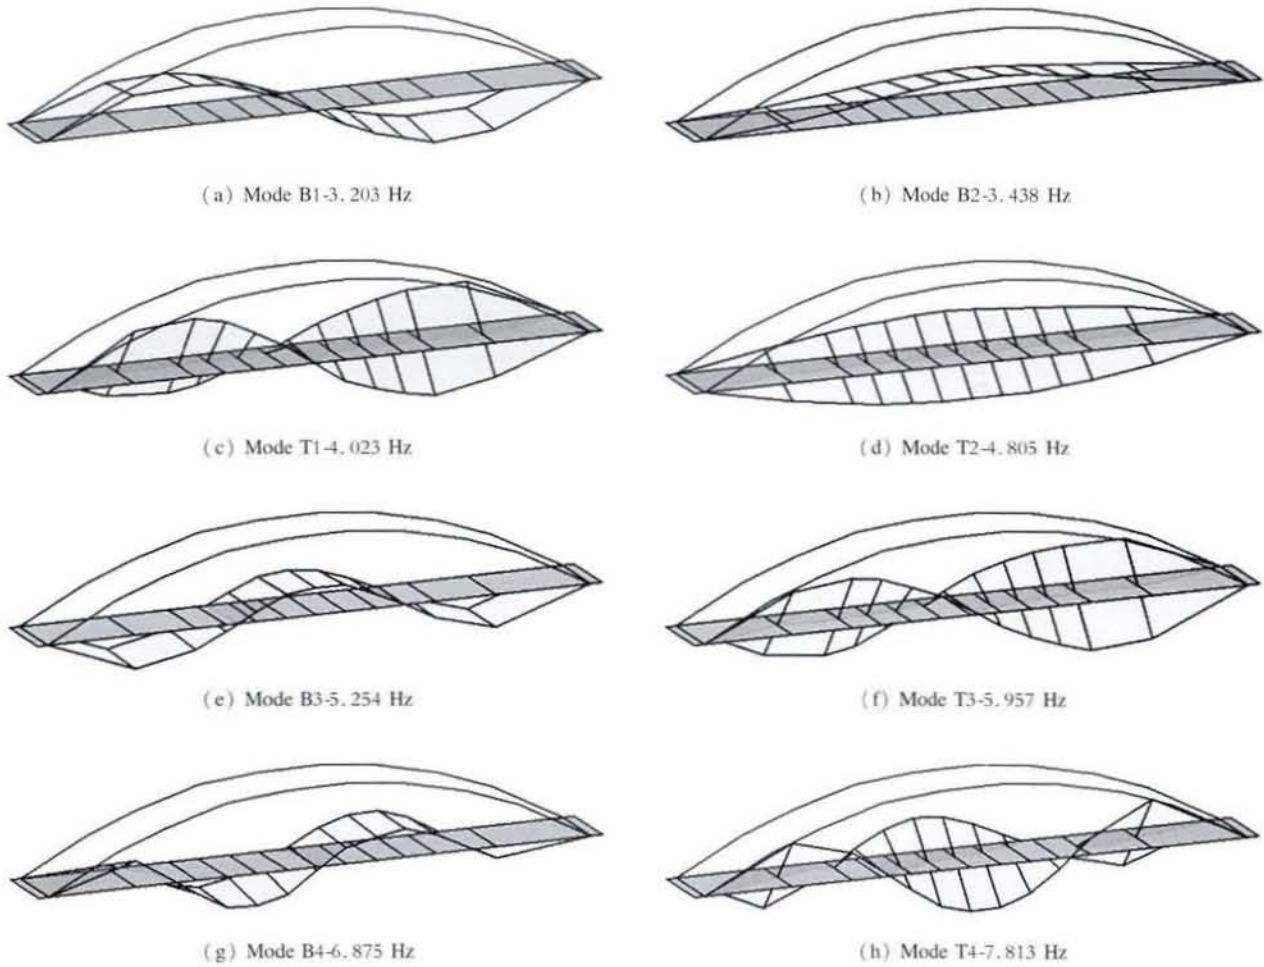 (a) Mode B1-3. 203 Hz
(b) Mode B2-3. 438 Hz
(c) Mode T1-4. 023 Hz
(d) Mode T2-4. 805 Hz
(e) Mode B3-5. 254 Hz
(f) Mode T3-5. 957 Hz
(g) Mode B4-6. 875 Hz
(h) Mode T4-7. 813 Hz